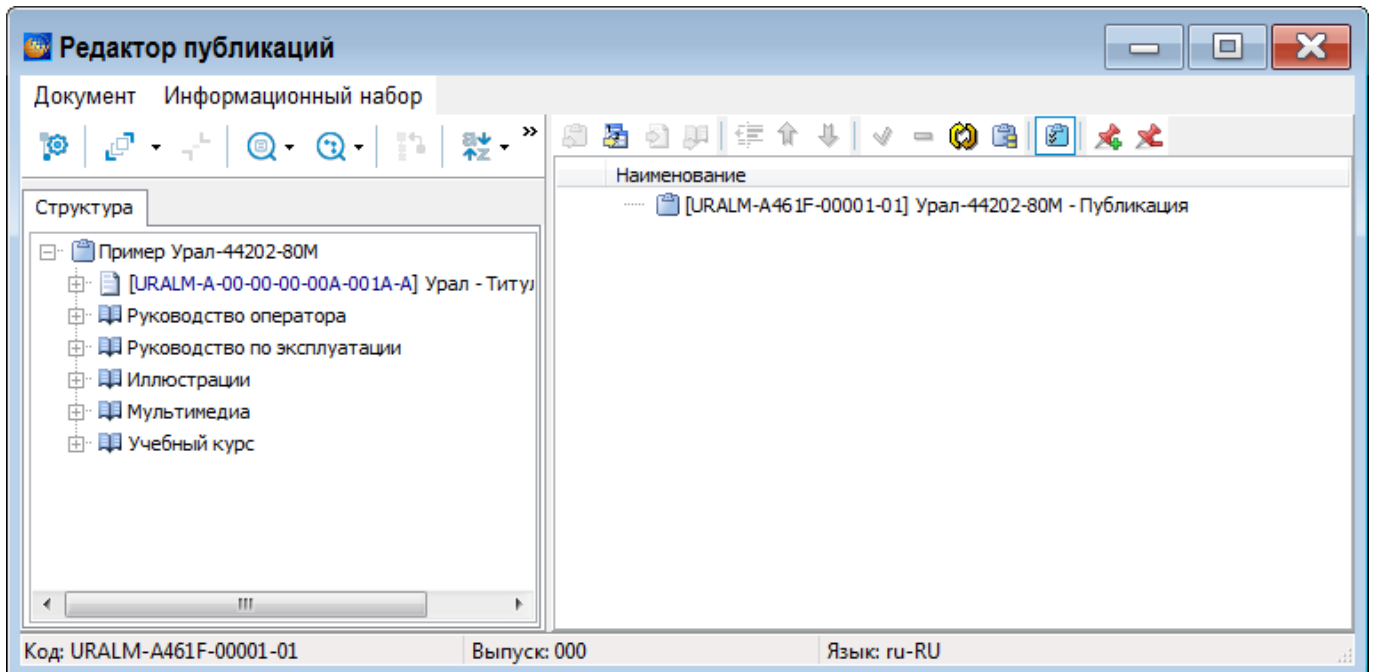 Редактор публикаций
Документ Информационный набор
Структура
Пример Урал-44202-80М
[URALM-A-00-00-00-00A-001A-A] Урал - Титул
Руководство оператора
Руководство по эксплуатации
Иллюстрации
Мультимедиа
Учебный курс
Наименование
[URALM-A461F-00001-01] Урал-44202-80М - Публикация
Код: URALM-A461F-00001-01 Выпуск: 000 Язык: ru-RU